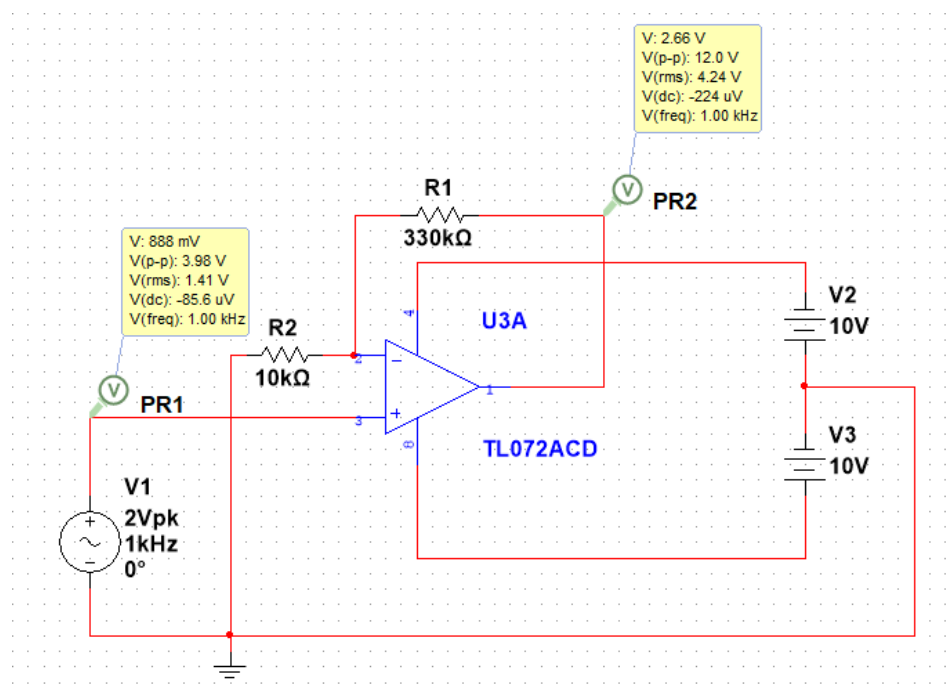 V: 2.66 V
V(p-p): 12.0 V
V(rms): 4.24 V
V(dc): -224 uV
V(freq): 1.00 kHz
V
PR2
R1
330kΩ
V: 888 mV
V(p-p): 3.98 V
V(rms): 1.41 V
V(dc): -85.6 uV
V(freq): 1.00 kHz
V
PR1
R2
10kΩ
4
U3A
2
−
1
3
+
8
TL072ACD
V2
10V
V3
10V
V1
2Vpk
1kHz
0°
+
−